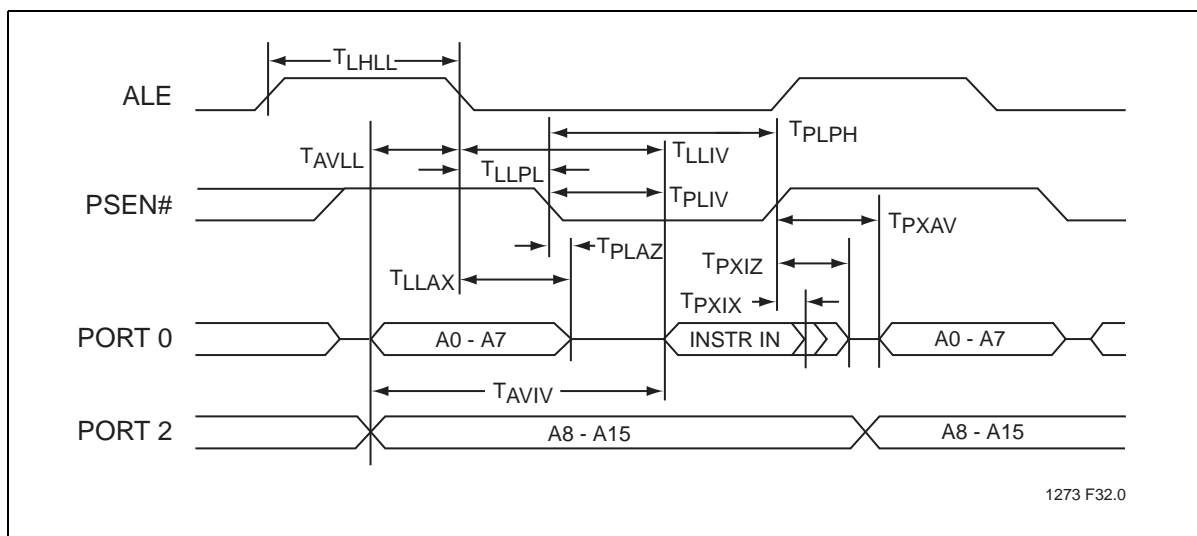 TLHLL
ALE
TPLPH
TAVLL
TLLIV
TLLPL
PSEN#
TPLIV
TPXAV
TPLAZ
TPXIZ
TLLAX
TPXIX
PORT 0
A0 - A7
INSTR IN
A0 - A7
TAVIV
PORT 2
A8 - A15
A8 - A15
1273 F32.0